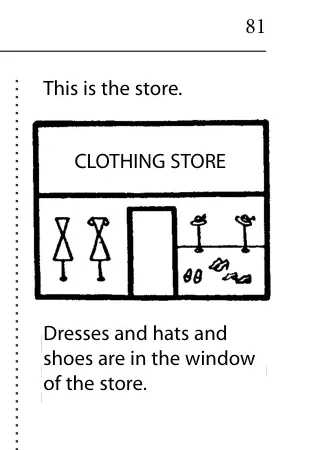 81
This is the store.
CLOTHING STORE
Dresses and hats and
shoes are in the window
of the store.